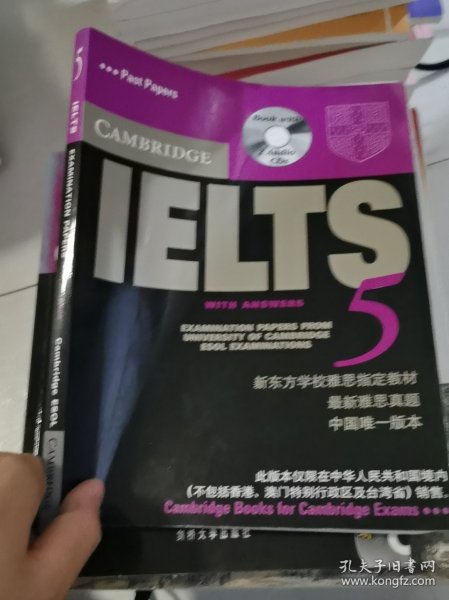 ••• Past Papers
CAMBRIDGE
Book with
Audio
CDs
IELTS
5
WITH ANSWERS
EXAMINATION PAPERS FROM
UNIVERSITY OF CAMBRIDGE
ESOL EXAMINATIONS
新东方学校雅思指定教材
最新雅思真题
中国唯一版本
此版本仅限在中华人民共和国境内
(不包括香港、澳门特别行政区及台湾省)销售。
Cambridge Books for Cambridge Exams •••
5
IELTS
EXAMINATION PAPERS
Cambridge ESOL
CAMBRIDGE
孔夫子旧书网
www.kongfz.com